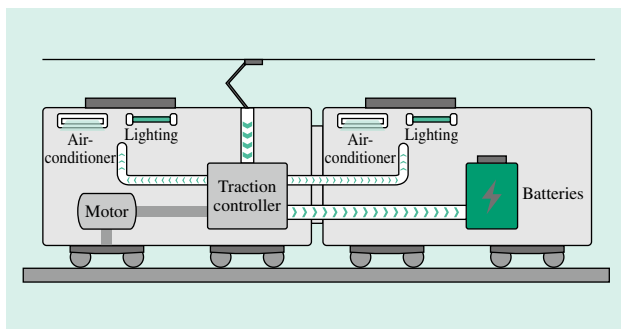 Air-
conditioner
Lighting
Air-
conditioner
Lighting
Motor
Traction
controller
Batteries